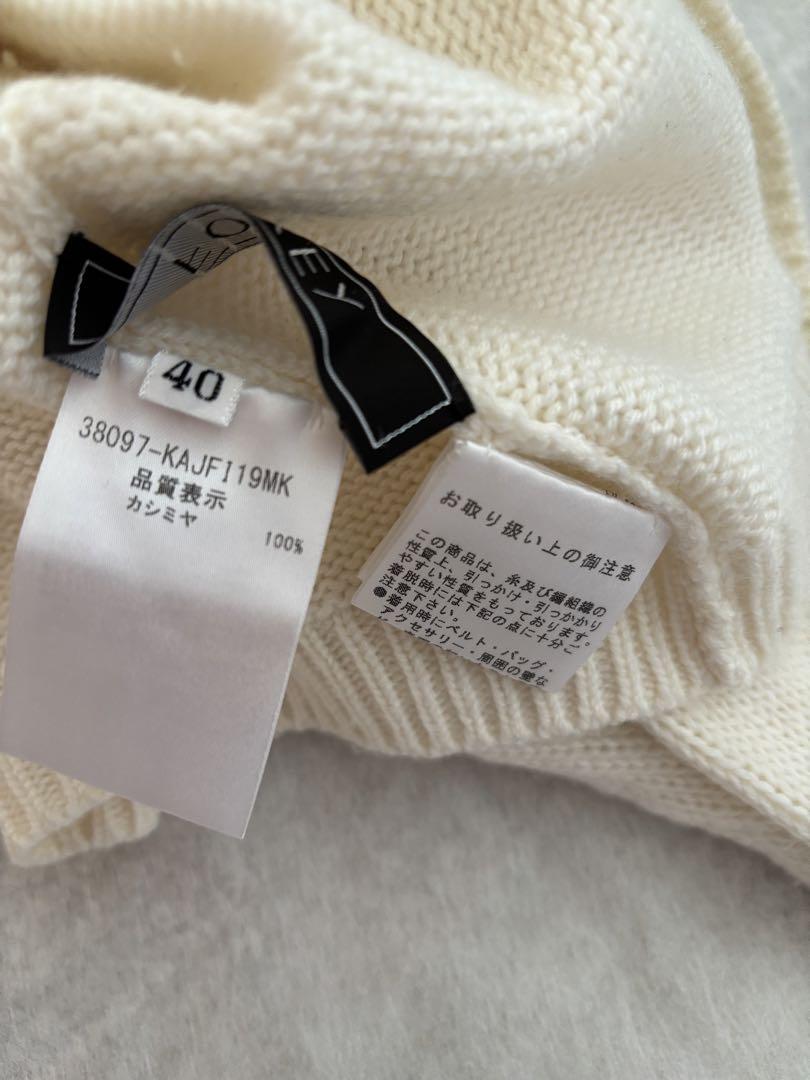 EY
40
38097-KAJFI19MK
品質表示
カシミヤ 100%
お取り扱い上の御注意
この商品は、糸及び編組織の
性質上、引っかけ・引っかかり
やすい性質をもっております。
着脱時には下記の点に十分ご
注意下さい。
●着用時にベルト・バッグ・
アクセサリー・周囲の壁な